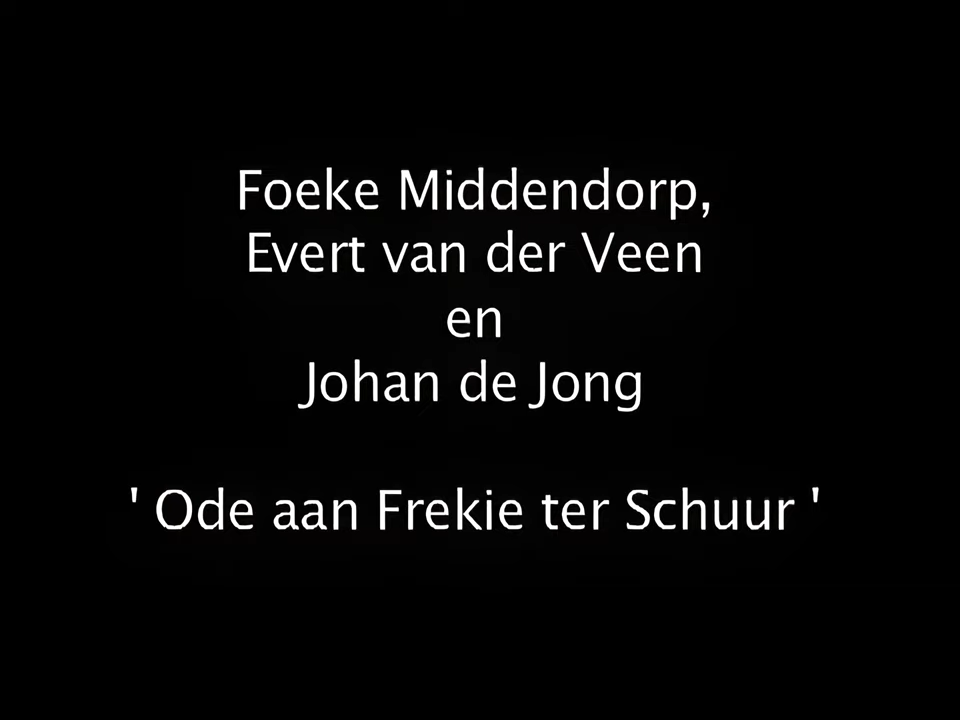 Foeke Middendorp,
Evert van der Veen
en
Johan de Jong
' Ode aan Frekie ter Schuur '